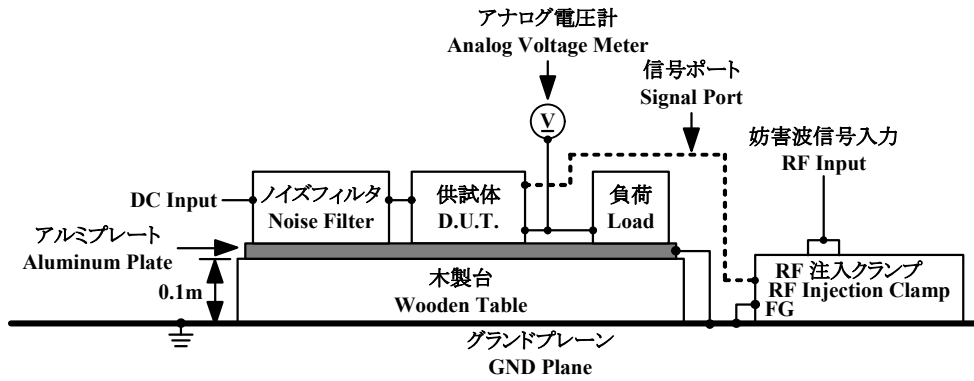 アナログ電圧計
Analog Voltage Meter
信号ポート
Signal Port
妨害波信号入力
RF Input
V
DC Input
ノイズフィルタ
Noise Filter
供試体
D.U.T.
負荷
Load
アルミプレート
Aluminum Plate
0.1m
木製台
Wooden Table
RF 注入クランプ
RF Injection Clamp
FG
グランドプレーン
GND Plane